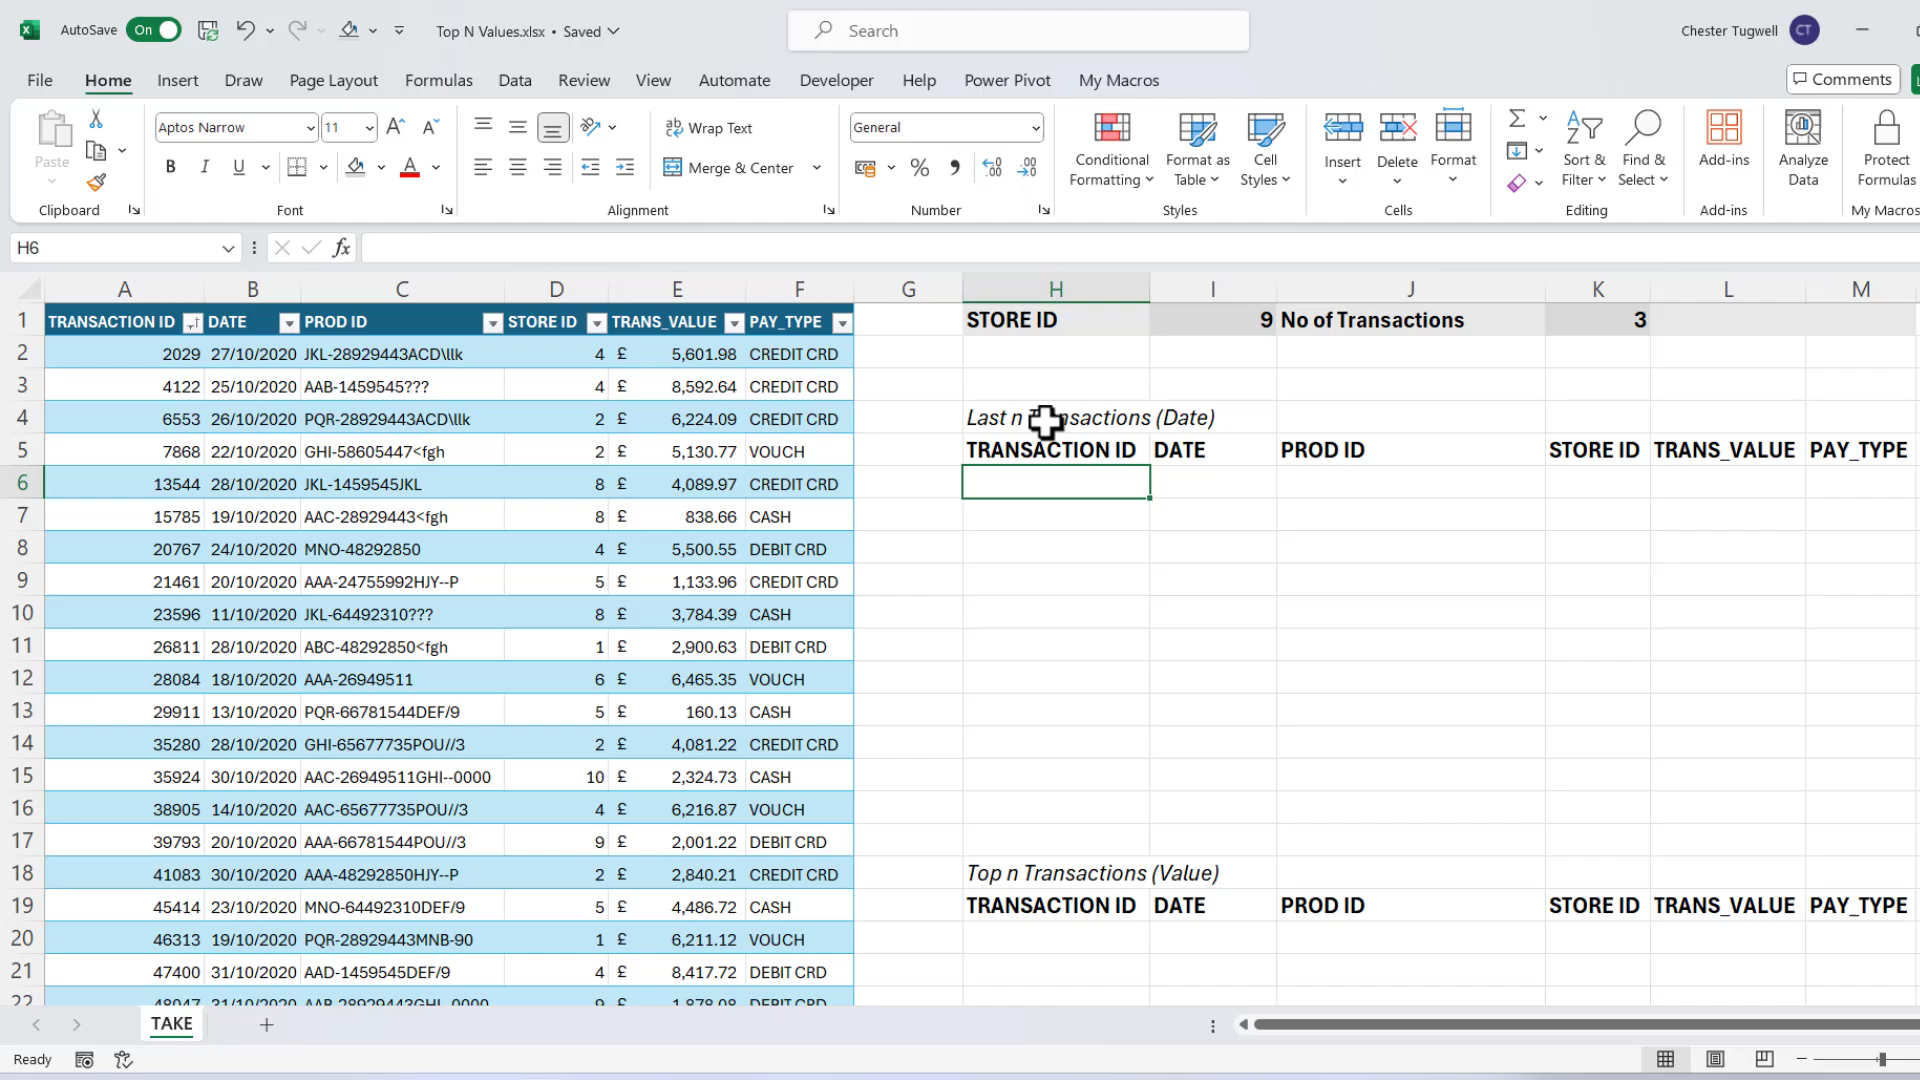 AutoSave On Top N Values.xlsx • Saved Search Chester Tugwell CT
File Home Insert Draw Page Layout Formulas Data Review View Automate Developer Help Power Pivot My Macros Comments
Paste Aptos Narrow 11 A A Wrap Text General Conditional Formatting Format as Table Cell Styles Insert Delete Format Sort & Filter Find & Select Add-ins Analyze Data Protect Formulas
B I U A Merge & Center % 
Clipboard Font Alignment Number Styles Cells Editing Add-ins My Macros
H6 fx
A B C D E F G H I J K L M
1 TRANSACTION ID DATE PROD ID STORE ID TRANS_VALUE PAY_TYPE STORE ID 9 No of Transactions 3
2 2029 27/10/2020 JKL-28929443ACD\llk 4 £ 5,601.98 CREDIT CRD
3 4122 25/10/2020 AAB-1459545??? 4 £ 8,592.64 CREDIT CRD
4 6553 26/10/2020 PQR-28929443ACD\llk 2 £ 6,224.09 CREDIT CRD Last n Transactions (Date)
5 7868 22/10/2020 GHI-58605447<fgh 2 £ 5,130.77 VOUCH TRANSACTION ID DATE PROD ID STORE ID TRANS_VALUE PAY_TYPE
6 13544 28/10/2020 JKL-1459545JKL 8 £ 4,089.97 CREDIT CRD
7 15785 19/10/2020 AAC-28929443<fgh 8 £ 838.66 CASH
8 20767 24/10/2020 MNO-48292850 4 £ 5,500.55 DEBIT CRD
9 21461 20/10/2020 AAA-24755992HJY--P 5 £ 1,133.96 CREDIT CRD
10 23596 11/10/2020 JKL-64492310??? 8 £ 3,784.39 CASH
11 26811 28/10/2020 ABC-48292850<fgh 1 £ 2,900.63 DEBIT CRD
12 28084 18/10/2020 AAA-26949511 6 £ 6,465.35 VOUCH
13 29911 13/10/2020 PQR-66781544DEF/9 5 £ 160.13 CASH
14 35280 28/10/2020 GHI-65677735POU//3 2 £ 4,081.22 CREDIT CRD
15 35924 30/10/2020 AAC-26949511GHI--0000 10 £ 2,324.73 CASH
16 38905 14/10/2020 AAC-65677735POU//3 4 £ 6,216.87 VOUCH
17 39793 20/10/2020 AAA-66781544POU//3 9 £ 2,001.22 DEBIT CRD
18 41083 30/10/2020 AAA-48292850HJY--P 2 £ 2,840.21 CREDIT CRD Top n Transactions (Value)
19 45414 23/10/2020 MNO-64492310DEF/9 5 £ 4,486.72 CASH TRANSACTION ID DATE PROD ID STORE ID TRANS_VALUE PAY_TYPE
20 46313 19/10/2020 PQR-28929443MNB-90 1 £ 6,211.12 VOUCH
21 47400 31/10/2020 AAD-1459545DEF/9 4 £ 8,417.72 DEBIT CRD
22 48047 31/10/2020 AAB-28929443GHI--0000 9 £ 1,878.08 DEBIT CRD
TAKE
Ready